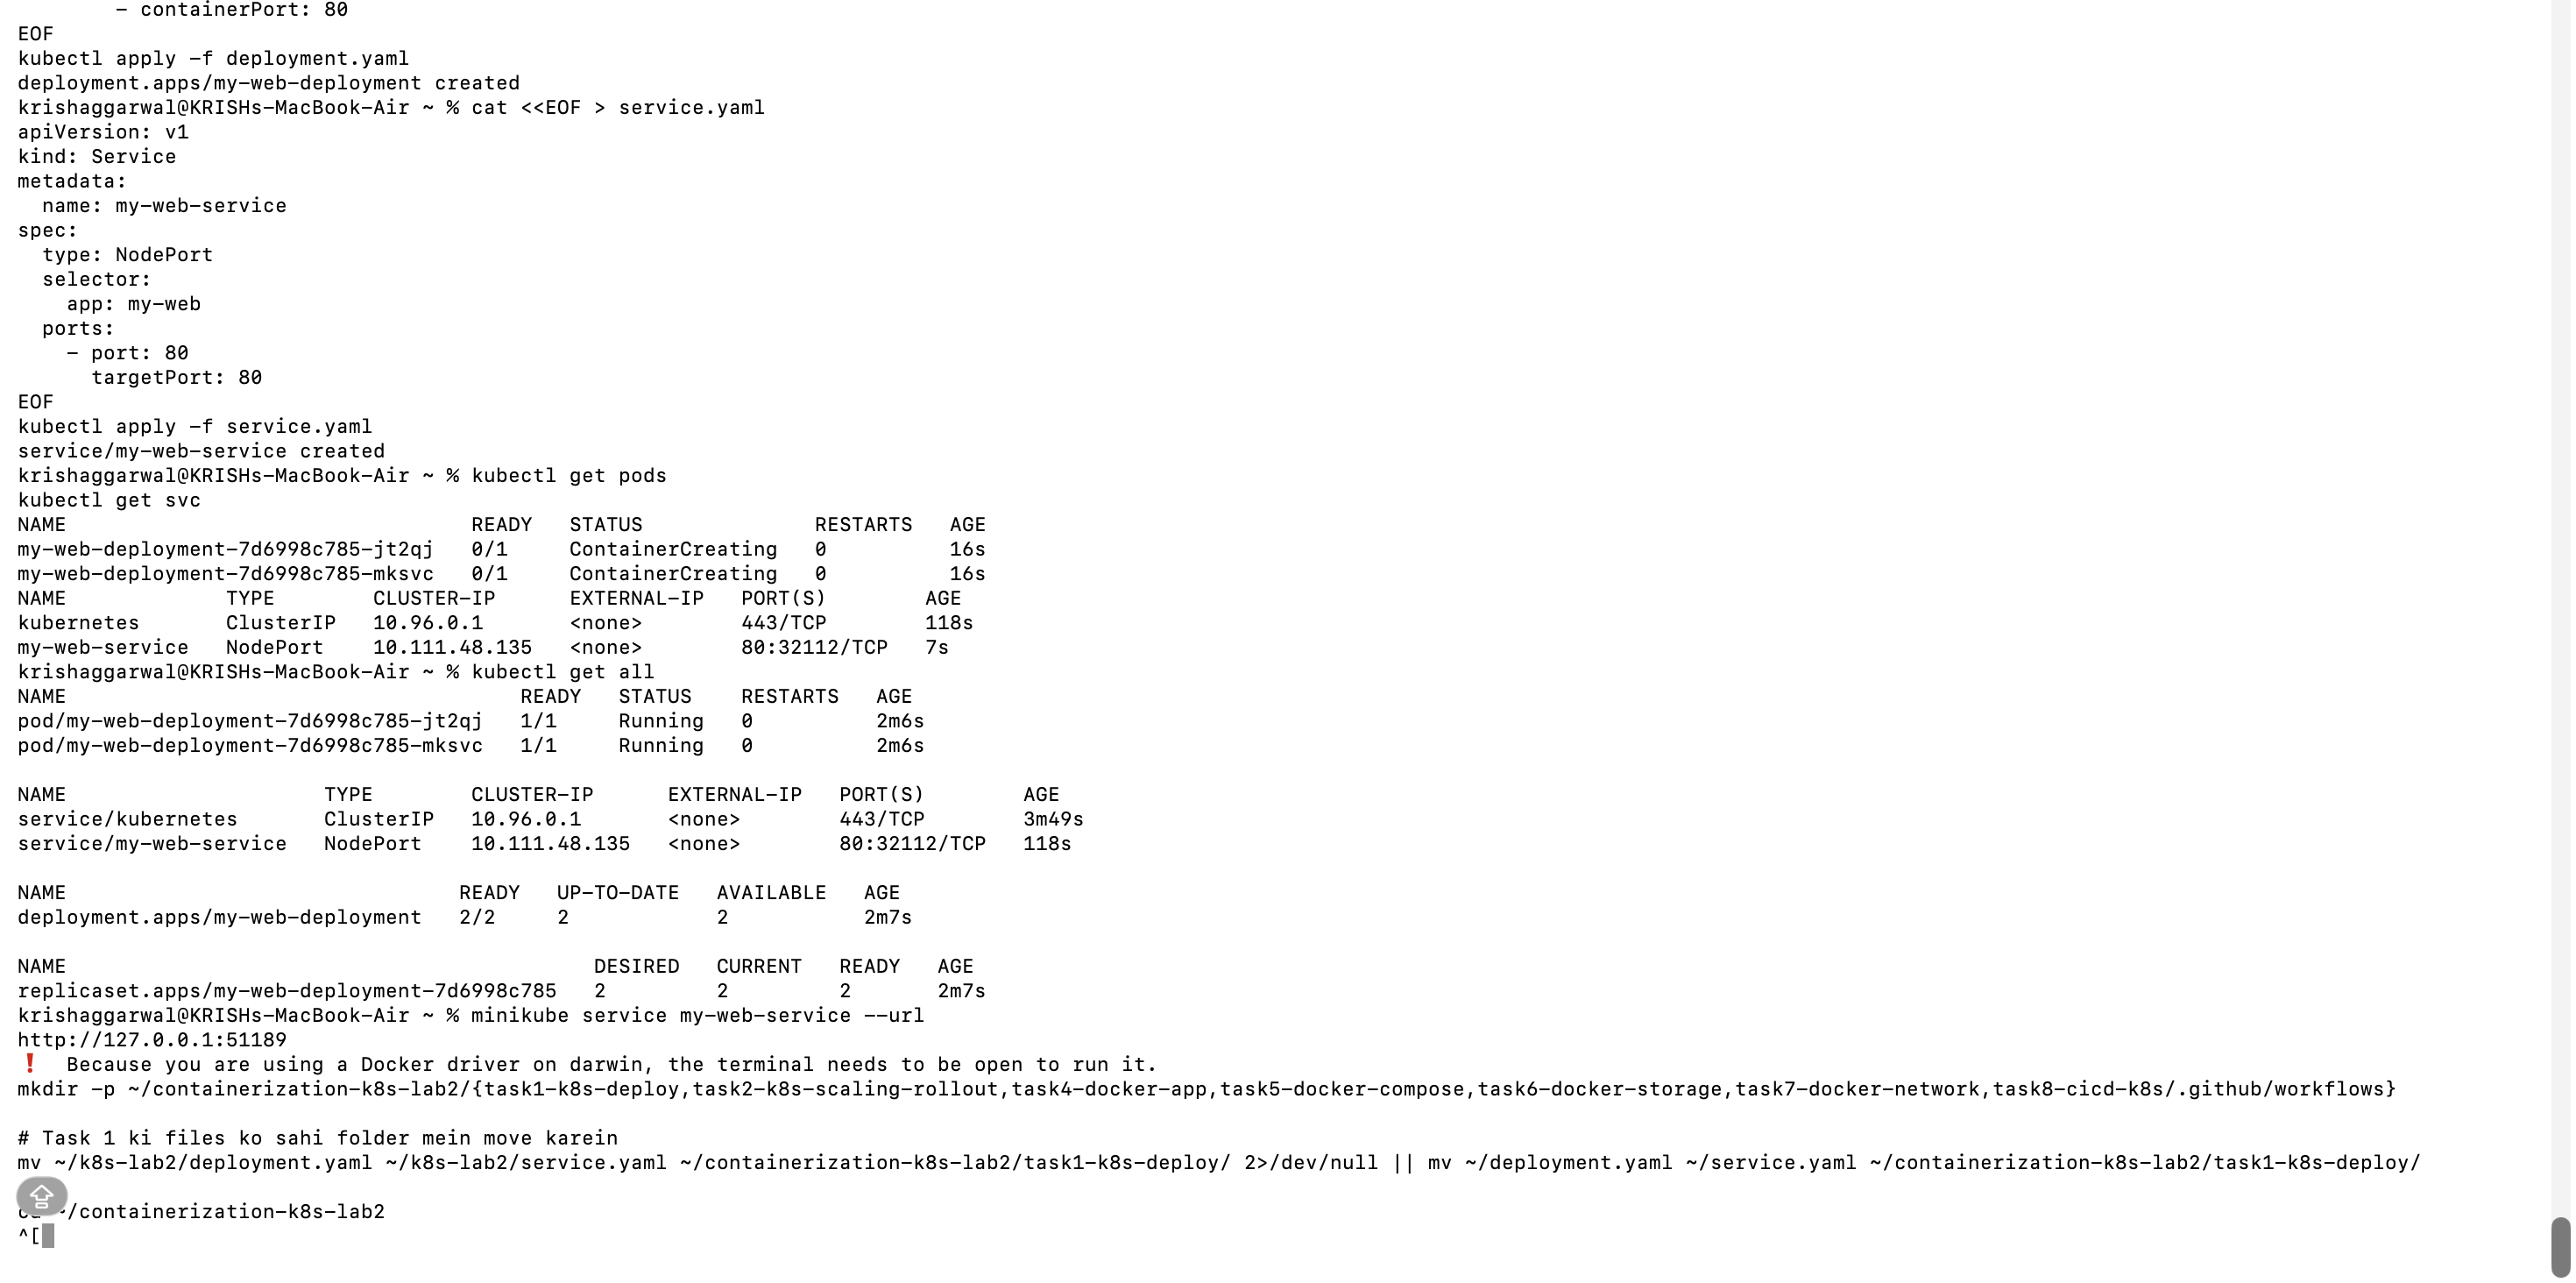 - containerPort: 80
EOF
kubectl apply -f deployment.yaml
deployment.apps/my-web-deployment created
krishaggarwal@KRISHs-MacBook-Air ~ % cat <<EOF > service.yaml
apiVersion: v1
kind: Service
metadata:
  name: my-web-service
spec:
  type: NodePort
  selector:
    app: my-web
  ports:
    - port: 80
      targetPort: 80
EOF
kubectl apply -f service.yaml
service/my-web-service created
krishaggarwal@KRISHs-MacBook-Air ~ % kubectl get pods
kubectl get svc
NAME                                 READY   STATUS              RESTARTS   AGE
my-web-deployment-7d6998c785-jt2qj   0/1     ContainerCreating   0          16s
my-web-deployment-7d6998c785-mksvc   0/1     ContainerCreating   0          16s
NAME             TYPE        CLUSTER-IP      EXTERNAL-IP   PORT(S)        AGE
kubernetes       ClusterIP   10.96.0.1       <none>        443/TCP        118s
my-web-service   NodePort    10.111.48.135   <none>        80:32112/TCP   7s
krishaggarwal@KRISHs-MacBook-Air ~ % kubectl get all
NAME                                     READY   STATUS    RESTARTS   AGE
pod/my-web-deployment-7d6998c785-jt2qj   1/1     Running   0          2m6s
pod/my-web-deployment-7d6998c785-mksvc   1/1     Running   0          2m6s

NAME                     TYPE        CLUSTER-IP      EXTERNAL-IP   PORT(S)        AGE
service/kubernetes       ClusterIP   10.96.0.1       <none>        443/TCP        3m49s
service/my-web-service   NodePort    10.111.48.135   <none>        80:32112/TCP   118s

NAME                                READY   UP-TO-DATE   AVAILABLE   AGE
deployment.apps/my-web-deployment   2/2     2            2           2m7s

NAME                                           DESIRED   CURRENT   READY   AGE
replicaset.apps/my-web-deployment-7d6998c785   2         2         2       2m7s
krishaggarwal@KRISHs-MacBook-Air ~ % minikube service my-web-service --url
http://127.0.0.1:51189
❗  Because you are using a Docker driver on darwin, the terminal needs to be open to run it.
mkdir -p ~/containerization-k8s-lab2/{task1-k8s-deploy,task2-k8s-scaling-rollout,task4-docker-app,task5-docker-compose,task6-docker-storage,task7-docker-network,task8-cicd-k8s/.github/workflows}

# Task 1 ki files ko sahi folder mein move karein
mv ~/k8s-lab2/deployment.yaml ~/k8s-lab2/service.yaml ~/containerization-k8s-lab2/task1-k8s-deploy/ 2>/dev/null || mv ~/deployment.yaml ~/service.yaml ~/containerization-k8s-lab2/task1-k8s-deploy/

cd ~/containerization-k8s-lab2
^[